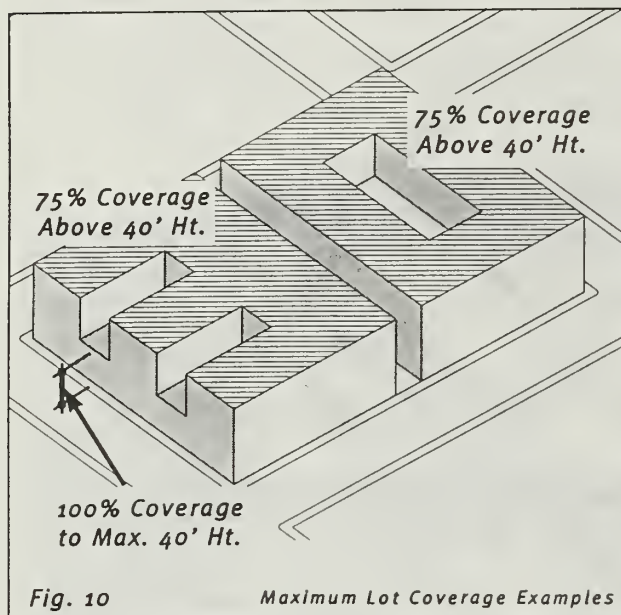 75% Coverage
Above 40' Ht.
75% Coverage
Above 40' Ht.
100% Coverage
to Max. 40' Ht.
Fig. 10 Maximum Lot Coverage Examples